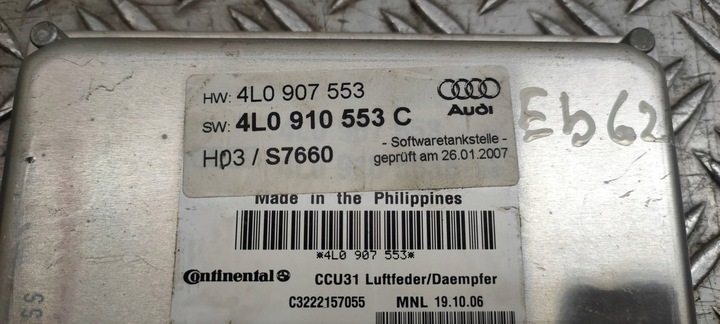 HW: 4L0 907 553
SW: 4L0 910 553 C
Audi
H03 / S7660
- Softwaretankstelle -
geprüft am 26.01.2007
Eb62
Made in the Philippines
*4L0 907 553*
Continental
CCU31 Luftfeder/Daempfer
C3222157055
MNL 19.10.06
SSS